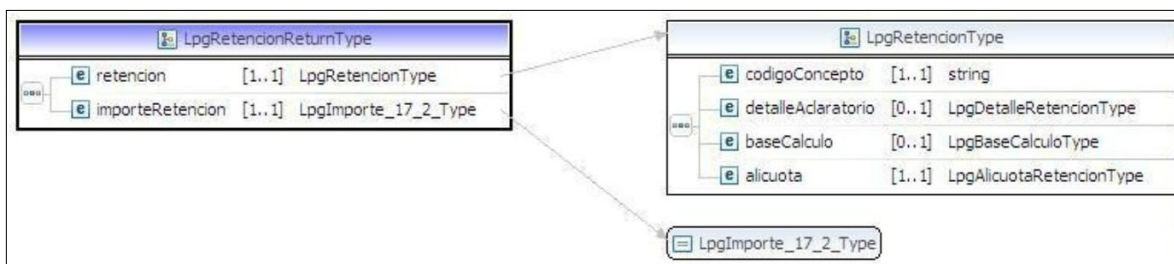 LpgRetencionReturnType
e retencion [1..1] LpgRetencionType
e importeRetencion [1..1] LpgImporte_17_2_Type
LpgRetencionType
e codigoConcepto [1..1] string
e detalleAclaratorio [0..1] LpgDetalleRetencionType
e baseCalculo [0..1] LpgBaseCalculoType
e alicuota [1..1] LpgAlicuotaRetencionType
LpgImporte_17_2_Type